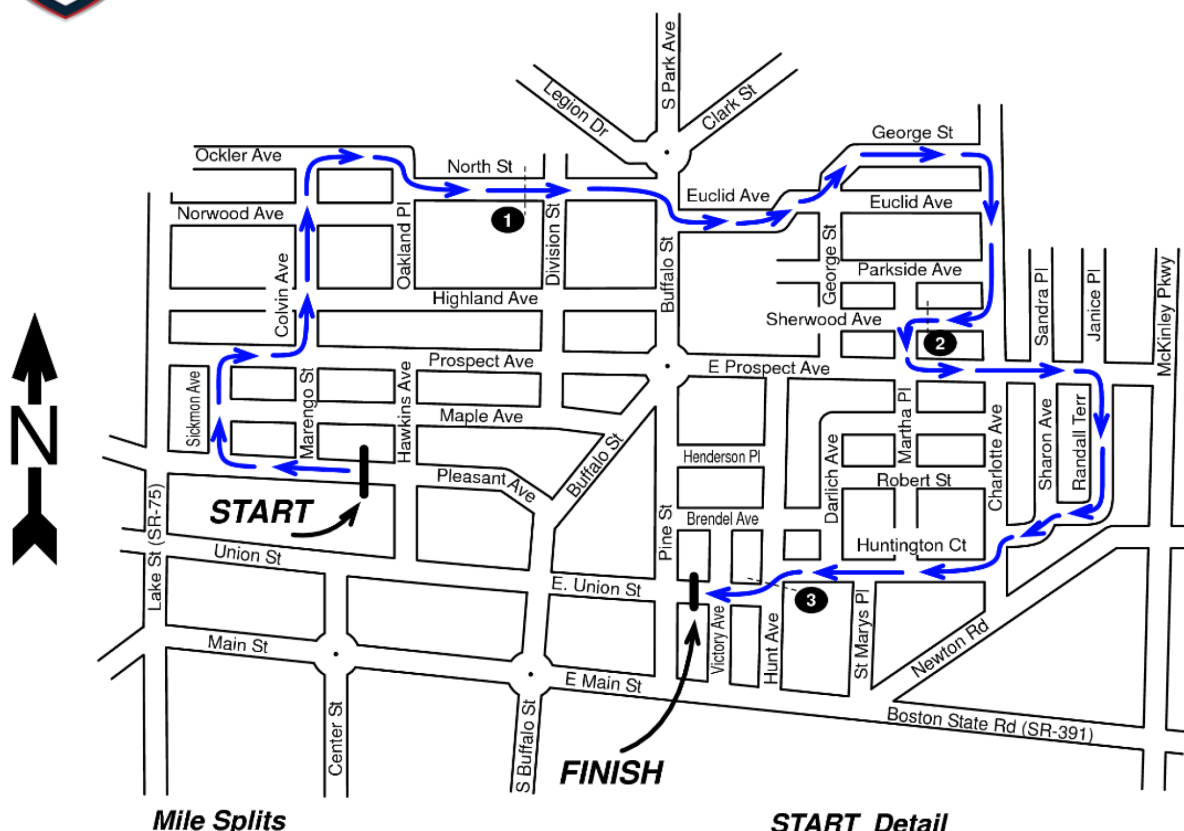 S Park Ave
Legion Dr
Clark St
George St
Ockler Ave
North St
Euclid Ave
Euclid Ave
Norwood Ave
Oakland Pl
1
Division St
Buffalo St
George St
Parkside Ave
Colvin Ave
Highland Ave
Sherwood Ave
2
Sandra Pl
Janice Pl
McKinley Pkwy
Prospect Ave
E Prospect Ave
N
Sickmon Ave
Marengo St
Hawkins Ave
Maple Ave
Martha Pl
Charlotte Ave
Sharon Ave
Randall Terr
Pleasant Ave
Buffalo St
Henderson Pl
Darlich Ave
Robert St
START
Lake St (SR-75)
Pine St
Brendel Ave
Huntington Ct
Union St
E. Union St
3
Main St
Victory Ave
Hunt Ave
St Marys Pl
Newton Rd
E Main St
Center St
S Buffalo St
Boston State Rd (SR-391)
FINISH
Mile Splits
START Detail